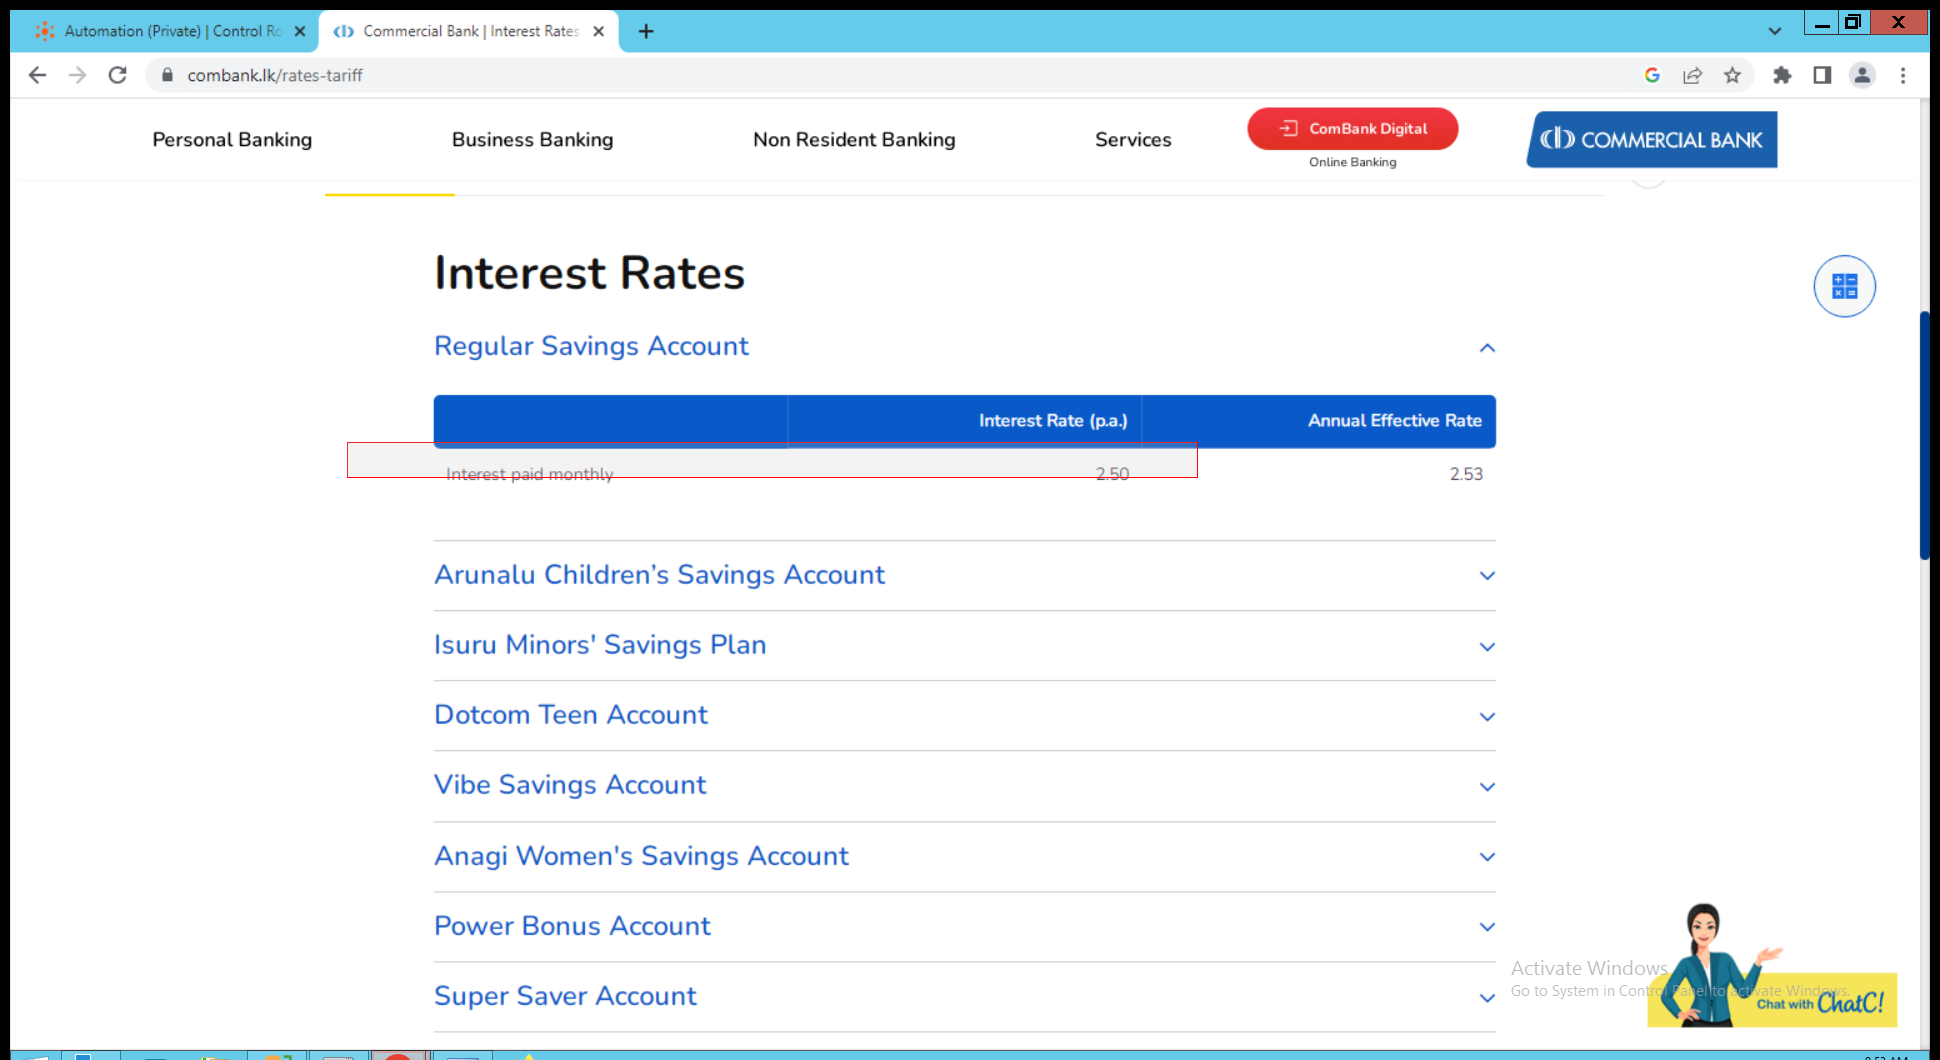 Automation (Private) | Control Ro
Commercial Bank | Interest Rates
combank.lk/rates-tariff
Personal Banking
Business Banking
Non Resident Banking
Services
ComBank Digital
Online Banking
COMMERCIAL BANK
Interest Rates
Regular Savings Account
Interest Rate (p.a.) Annual Effective Rate
Interest paid monthly 2.50 2.53
Arunalu Children’s Savings Account
Isuru Minors' Savings Plan
Dotcom Teen Account
Vibe Savings Account
Anagi Women's Savings Account
Power Bonus Account
Super Saver Account
Activate Windows
Go to System in Control Panel to activate Windows.
Chat with ChatC!